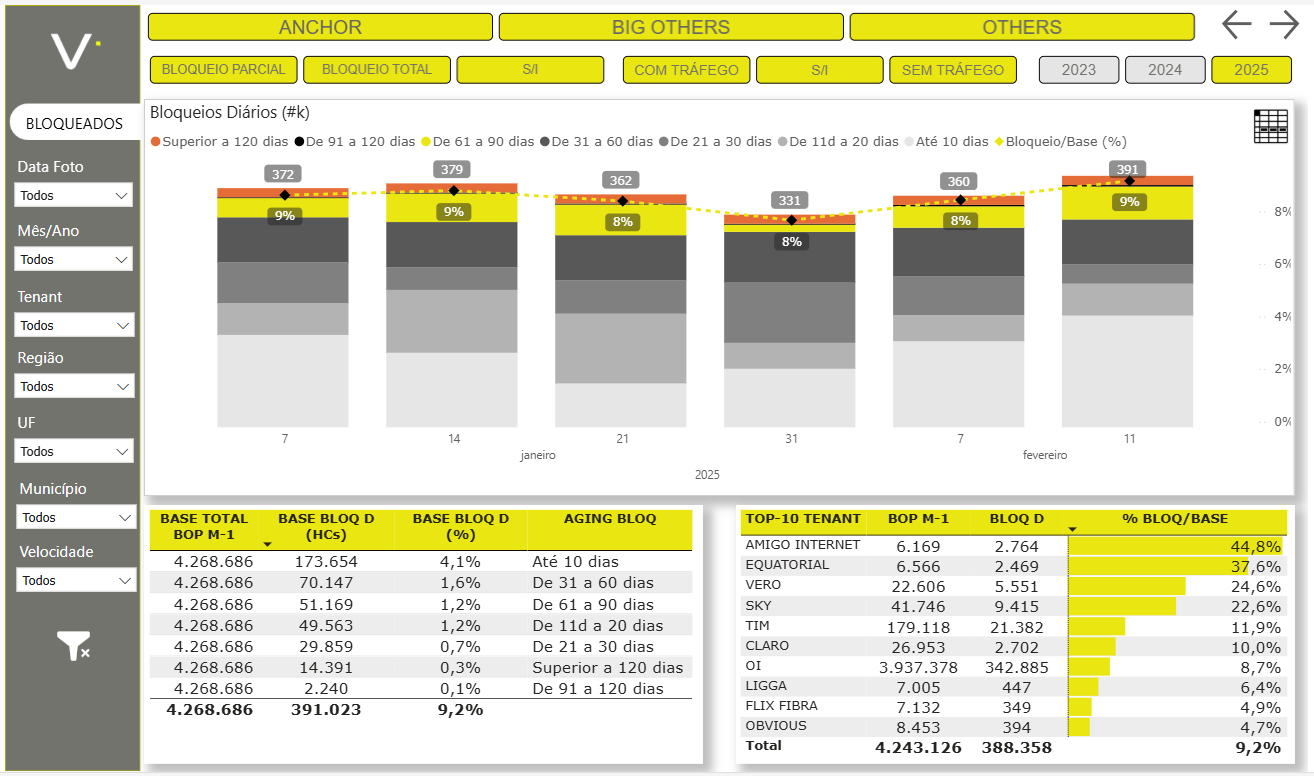 ANCHOR BIG OTHERS OTHERS
BLOQUEIO PARCIAL BLOQUEIO TOTAL S/I COM TRÁFEGO S/I SEM TRÁFEGO 2023 2024 2025
V
BLOQUEADOS
Data Foto
Todos
Mês/Ano
Todos
Tenant
Todos
Região
Todos
UF
Todos
Município
Todos
Velocidade
Todos
Bloqueios Diários (#k)
Superior a 120 dias De 91 a 120 dias De 61 a 90 dias De 31 a 60 dias De 21 a 30 dias De 11d a 20 dias Até 10 dias Bloqueio/Base (%)
372 379 362 331 360 391
9% 9% 8% 8% 8% 9%
8%
6%
4%
2%
0%
7 14 21 31 7 11
janeiro fevereiro
2025
BASE TOTAL BOP M-1 BASE BLOQ D (HCs) BASE BLOQ D (%) AGING BLOQ
4.268.686 173.654 4,1% Até 10 dias
4.268.686 70.147 1,6% De 31 a 60 dias
4.268.686 51.169 1,2% De 61 a 90 dias
4.268.686 49.563 1,2% De 11d a 20 dias
4.268.686 29.859 0,7% De 21 a 30 dias
4.268.686 14.391 0,3% Superior a 120 dias
4.268.686 2.240 0,1% De 91 a 120 dias
4.268.686 391.023 9,2%
TOP-10 TENANT BOP M-1 BLOQ D % BLOQ/BASE
AMIGO INTERNET 6.169 2.764 44,8%
EQUATORIAL 6.566 2.469 37,6%
VERO 22.606 5.551 24,6%
SKY 41.746 9.415 22,6%
TIM 179.118 21.382 11,9%
CLARO 26.953 2.702 10,0%
OI 3.937.378 342.885 8,7%
LIGGA 7.005 447 6,4%
FLIX FIBRA 7.132 349 4,9%
OBVIOUS 8.453 394 4,7%
Total 4.243.126 388.358 9,2%